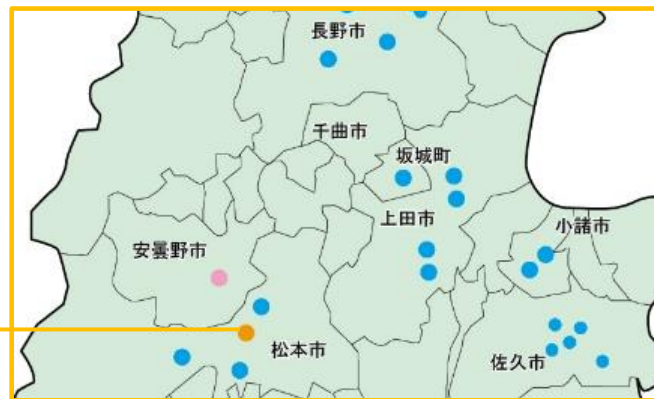 長野市
千曲市
坂城町
上田市
小諸市
安曇野市
松本市
佐久市